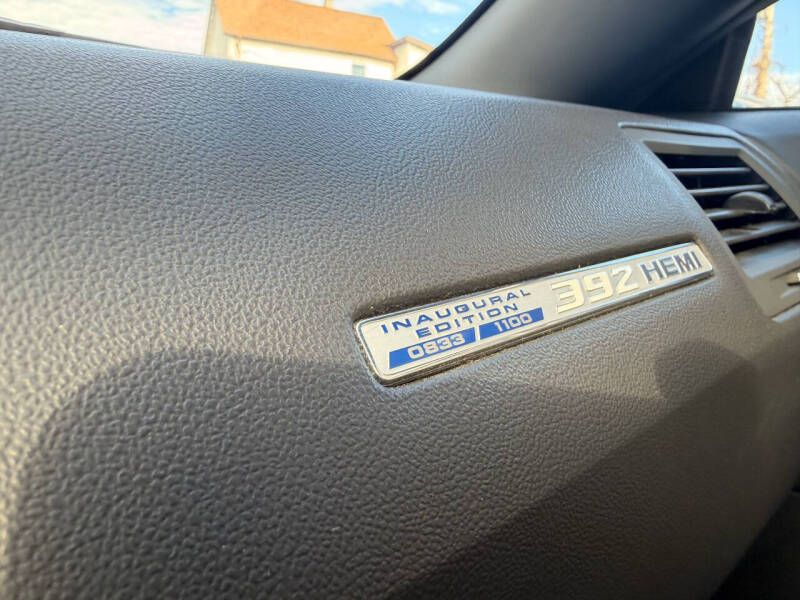 INAUGURAL
EDITION
0833 / 1100
392 HEMI